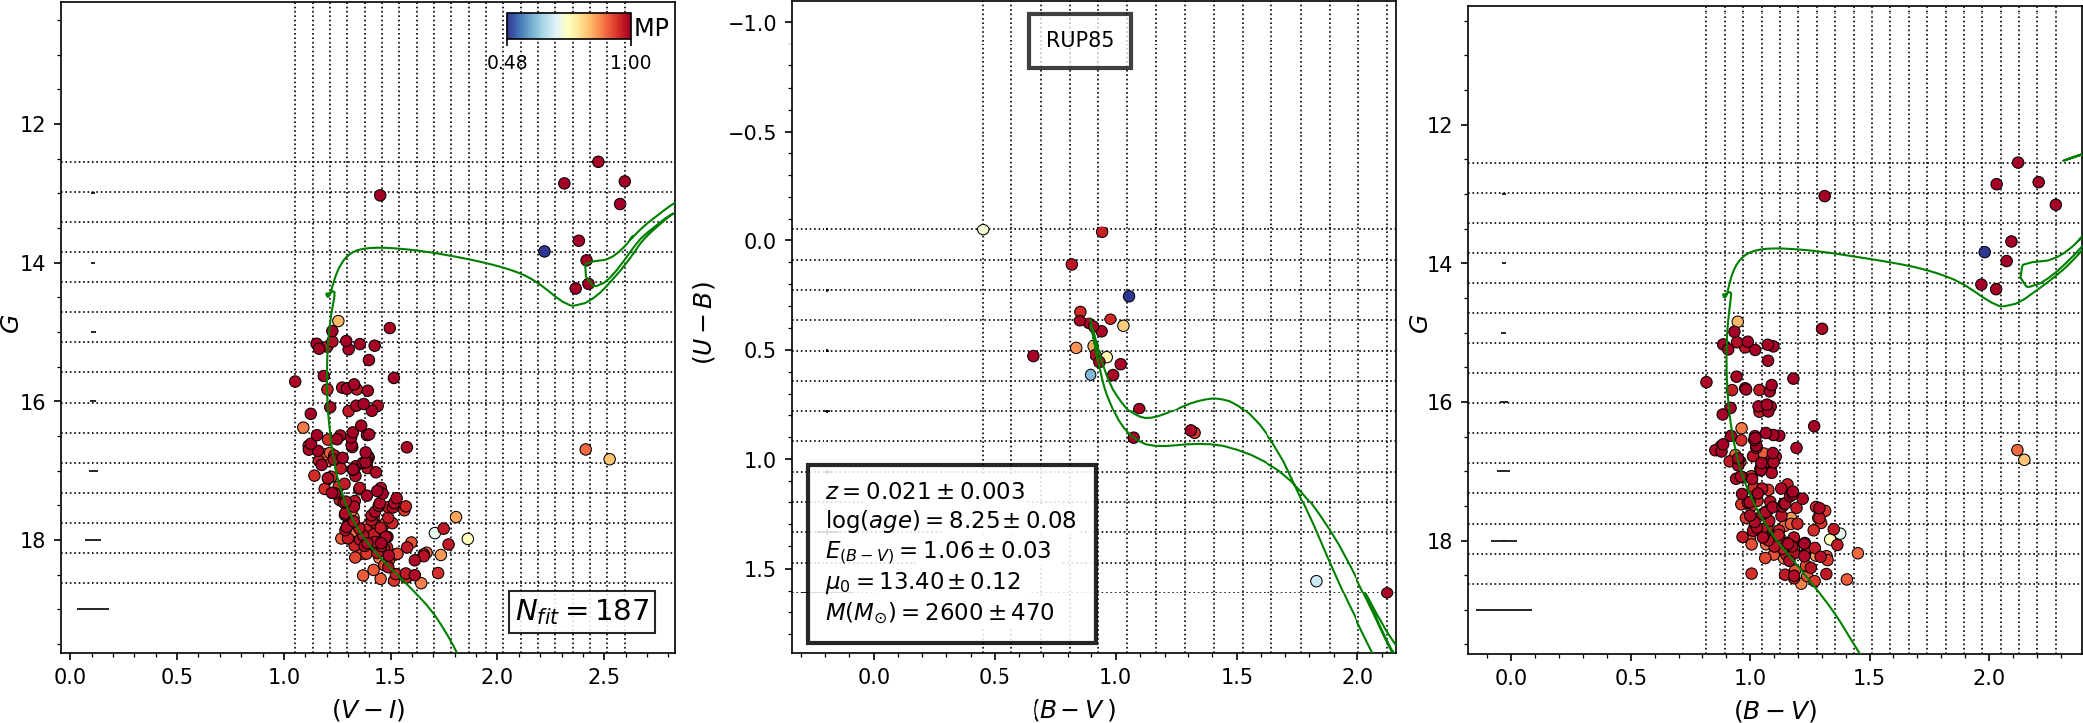 MP
0.48 1.00
12
14
16
18
G
N_fit = 187
0.0 0.5 1.0 1.5 2.0 2.5
(V − I)
RUP85
−1.0
−0.5
0.0
0.5
1.0
1.5
(U − B)
z = 0.021 ± 0.003
log(age) = 8.25 ± 0.08
E_(B−V) = 1.06 ± 0.03
μ₀ = 13.40 ± 0.12
M(M_⊙) = 2600 ± 470
0.0 0.5 1.0 1.5 2.0
(B − V)
12
14
16
18
G
0.0 0.5 1.0 1.5 2.0
(B − V)